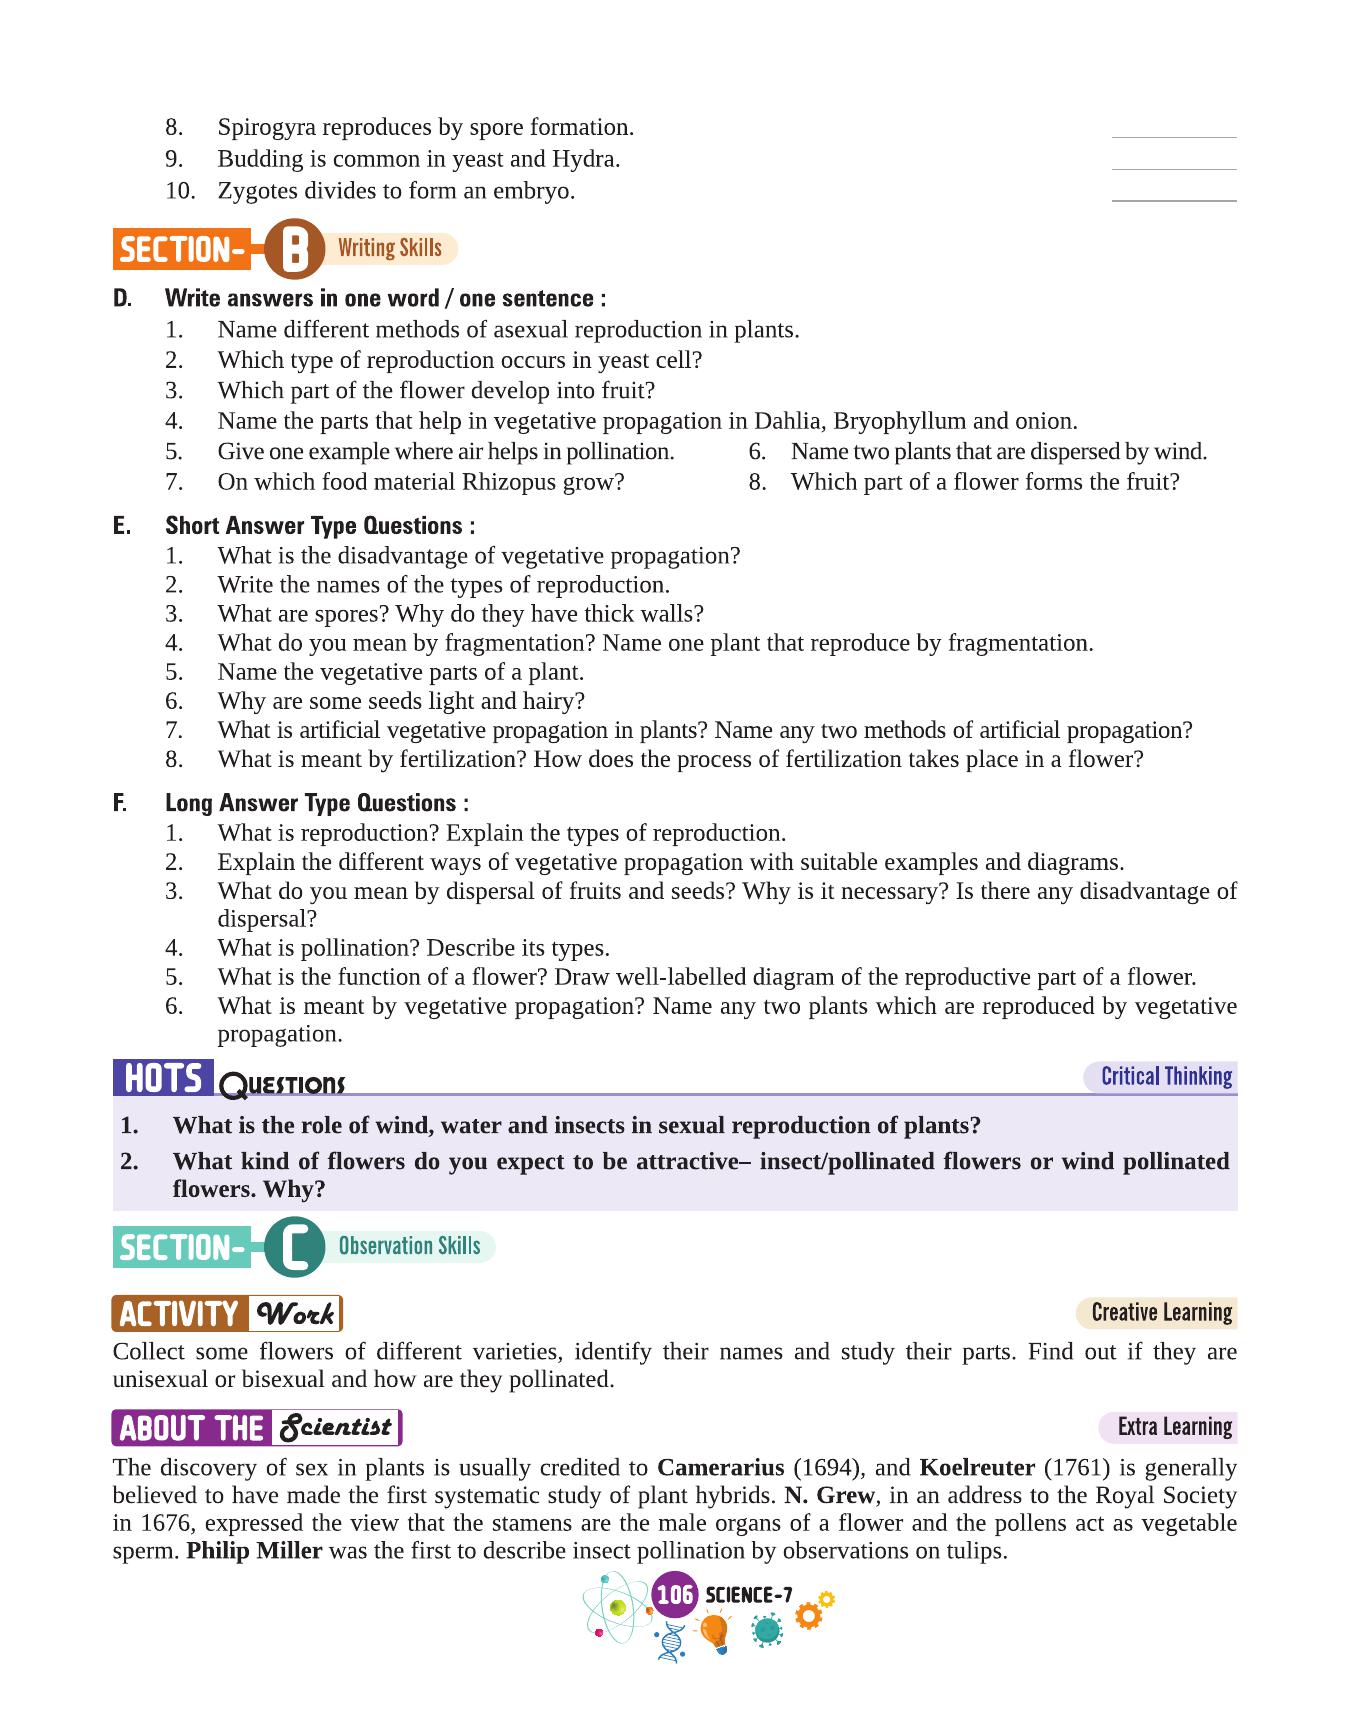 8. Spirogyra reproduces by spore formation.
9. Budding is common in yeast and Hydra.
10. Zygotes divides to form an embryo.
SECTION- B Writing Skills
D. Write answers in one word / one sentence :
1. Name different methods of asexual reproduction in plants.
2. Which type of reproduction occurs in yeast cell?
3. Which part of the flower develop into fruit?
4. Name the parts that help in vegetative propagation in Dahlia, Bryophyllum and onion.
5. Give one example where air helps in pollination. 6. Name two plants that are dispersed by wind.
7. On which food material Rhizopus grow? 8. Which part of a flower forms the fruit?
E. Short Answer Type Questions :
1. What is the disadvantage of vegetative propagation?
2. Write the names of the types of reproduction.
3. What are spores? Why do they have thick walls?
4. What do you mean by fragmentation? Name one plant that reproduce by fragmentation.
5. Name the vegetative parts of a plant.
6. Why are some seeds light and hairy?
7. What is artificial vegetative propagation in plants? Name any two methods of artificial propagation?
8. What is meant by fertilization? How does the process of fertilization takes place in a flower?
F. Long Answer Type Questions :
1. What is reproduction? Explain the types of reproduction.
2. Explain the different ways of vegetative propagation with suitable examples and diagrams.
3. What do you mean by dispersal of fruits and seeds? Why is it necessary? Is there any disadvantage of
dispersal?
4. What is pollination? Describe its types.
5. What is the function of a flower? Draw well-labelled diagram of the reproductive part of a flower.
6. What is meant by vegetative propagation? Name any two plants which are reproduced by vegetative
propagation.
HOTS Questions Critical Thinking
1. What is the role of wind, water and insects in sexual reproduction of plants?
2. What kind of flowers do you expect to be attractive– insect/pollinated flowers or wind pollinated
flowers. Why?
SECTION- C Observation Skills
ACTIVITY Work Creative Learning
Collect some flowers of different varieties, identify their names and study their parts. Find out if they are
unisexual or bisexual and how are they pollinated.
ABOUT THE Scientist Extra Learning
The discovery of sex in plants is usually credited to Camerarius (1694), and Koelreuter (1761) is generally
believed to have made the first systematic study of plant hybrids. N. Grew, in an address to the Royal Society
in 1676, expressed the view that the stamens are the male organs of a flower and the pollens act as vegetable
sperm. Philip Miller was the first to describe insect pollination by observations on tulips.
106 SCIENCE-7